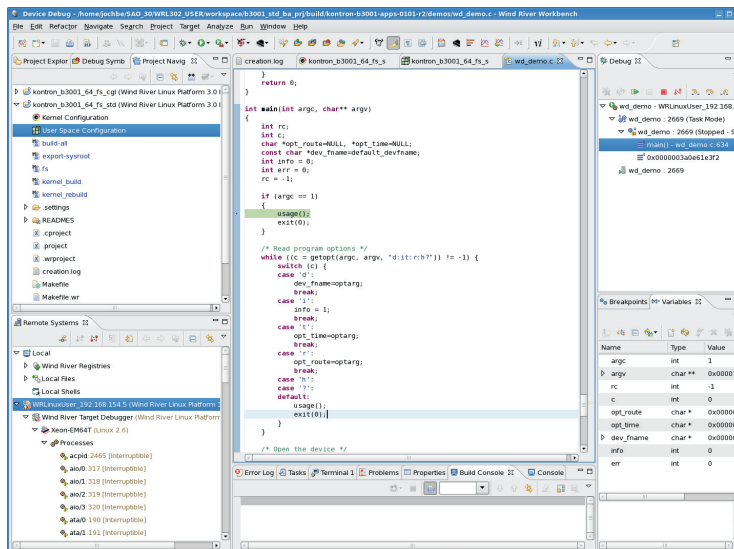 Device Debug - /home/jochbe/SAO_30/WRL302_USER/workspace/b3001_std_ba_prj/build/kontron-b3001-apps-0101-r2/demos/wd_demo.c - Wind River Workbench
File Edit Refactor Navigate Search Project Target Analyze Run Window Help
Project Explor Debug Symb Project Navig
kontron_b3001_64_fs_cgl (Wind River Linux Platform 3.0
kontron_b3001_64_fs_std (Wind River Linux Platform 3.0
Kernel Configuration
User Space Configuration
build-all
export-sysroot
fs
kernel_build
kernel_rebuild
.settings
READMES
.cproject
.project
.wrproject
creation.log
Makefile
Makefile.wr
Remote Systems
Local
Wind River Registries
Local Files
Local Shells
WRLinuxUser_192.168.154.5 (Wind River Linux Platform 3
Wind River Target Debugger (Wind River Linux Platform
Xeon-EM64T (Linux 2.6)
Processes
acpid:2465 [Interruptible]
aio/0:317 [Interruptible]
aio/1:318 [Interruptible]
aio/2:319 [Interruptible]
aio/3:320 [Interruptible]
ata/0:190 [Interruptible]
ata/1:191 [Interruptible]
creation.log kontron_b3001_64_fs_s kontron_b3001_64_fs_s wd_demo.c
}
return 0;
}
int main(int argc, char** argv)
{
int rc;
int c;
char *opt_route=NULL, *opt_time=NULL;
const char *dev_fname=default_devfname;
int info = 0;
int err = 0;
rc = -1;
if (argc == 1)
{
usage();
exit(0);
}
/* Read program options */
while ((c = getopt(argc, argv, "d:it:r:h?")) != -1) {
switch (c) {
case 'd':
dev_fname=optarg;
break;
case 'i':
info = 1;
break;
case 't':
opt_time=optarg;
break;
case 'r':
opt_route=optarg;
break;
case 'h':
case '?':
default:
usage();
exit(0);
}
}
/* Open the device */
Error Log Tasks Terminal 1 Problems Properties Build Console Console
Debug
wd_demo - WRLinuxUser_192.168.
wd_demo : 2669 (Task Mode)
wd_demo : 2669 (Stopped - S
main() - wd_demo.c:634
0x0000003a0e61e3f2
wd_demo : 2669
Breakpoints Variables
Name Type Value
argc int 1
argv char ** 0x0000
rc int -1
c int 0
opt_route char * 0x0000
opt_time char * 0x0000
dev_fname char * 0x0000
info int 0
err int 0